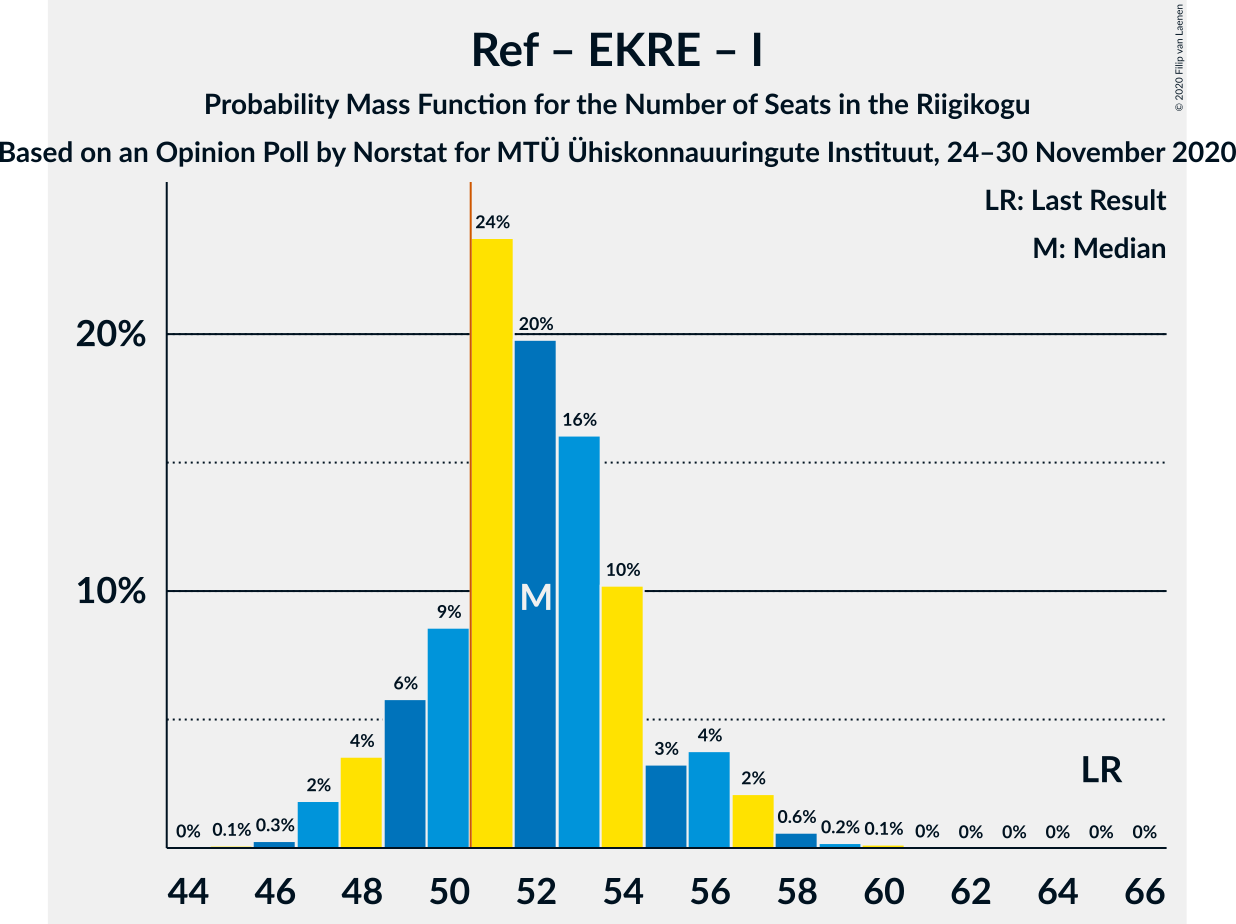 Ref – EKRE – I
© 2020 Filip van Laenen
Probability Mass Function for the Number of Seats in the Riigikogu
Based on an Opinion Poll by Norstat for MTÜ Ühiskonnauuringute Instituut, 24–30 November 2020
LR: Last Result
M: Median
24%
20%
20%
16%
10%
10%
M
9%
6%
4%
4%
3%
LR
2%
2%
0%
0.1%
0.3%
0.6%
0.2%
0.1%
0%
0%
0%
0%
0%
0%
44 46 48 50 52 54 56 58 60 62 64 66